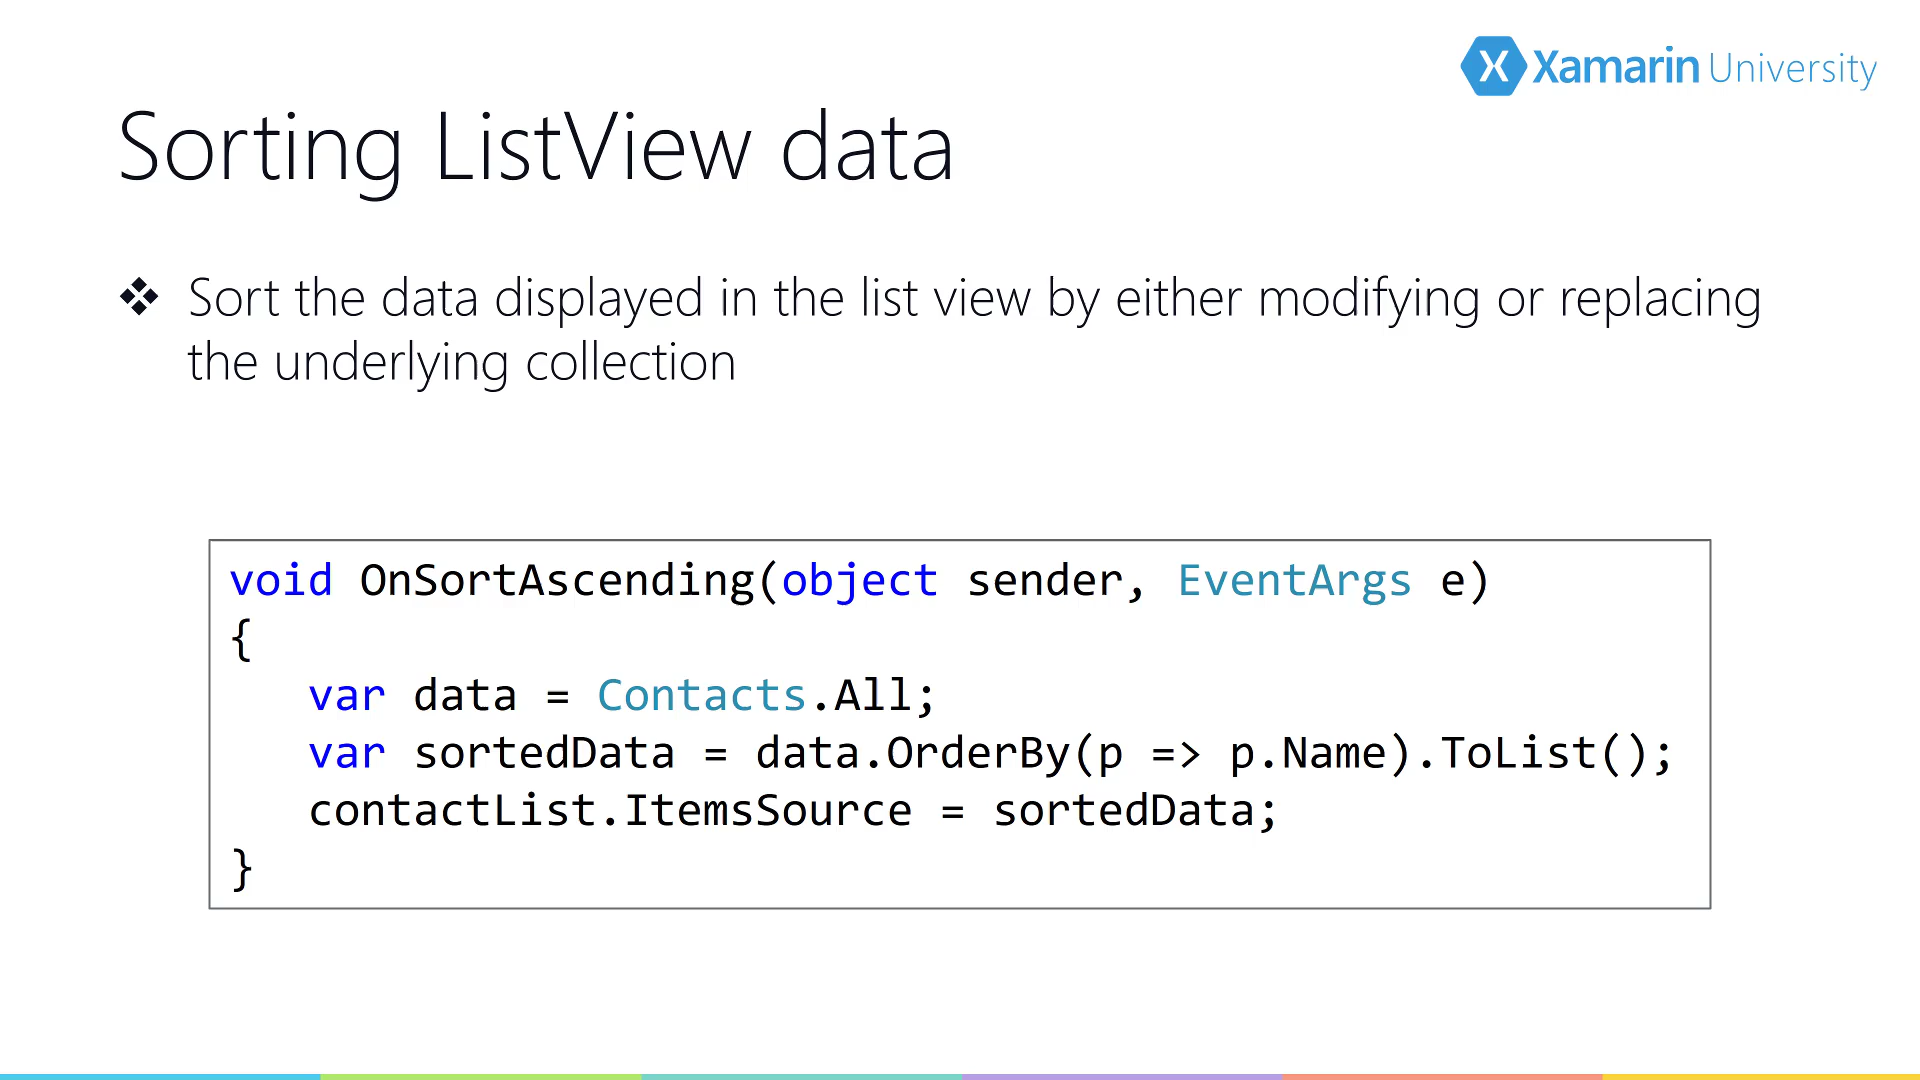 Xamarin University
Sorting ListView data
❖ Sort the data displayed in the list view by either modifying or replacing
the underlying collection
void OnSortAscending(object sender, EventArgs e)
{
   var data = Contacts.All;
   var sortedData = data.OrderBy(p => p.Name).ToList();
   contactList.ItemsSource = sortedData;
}